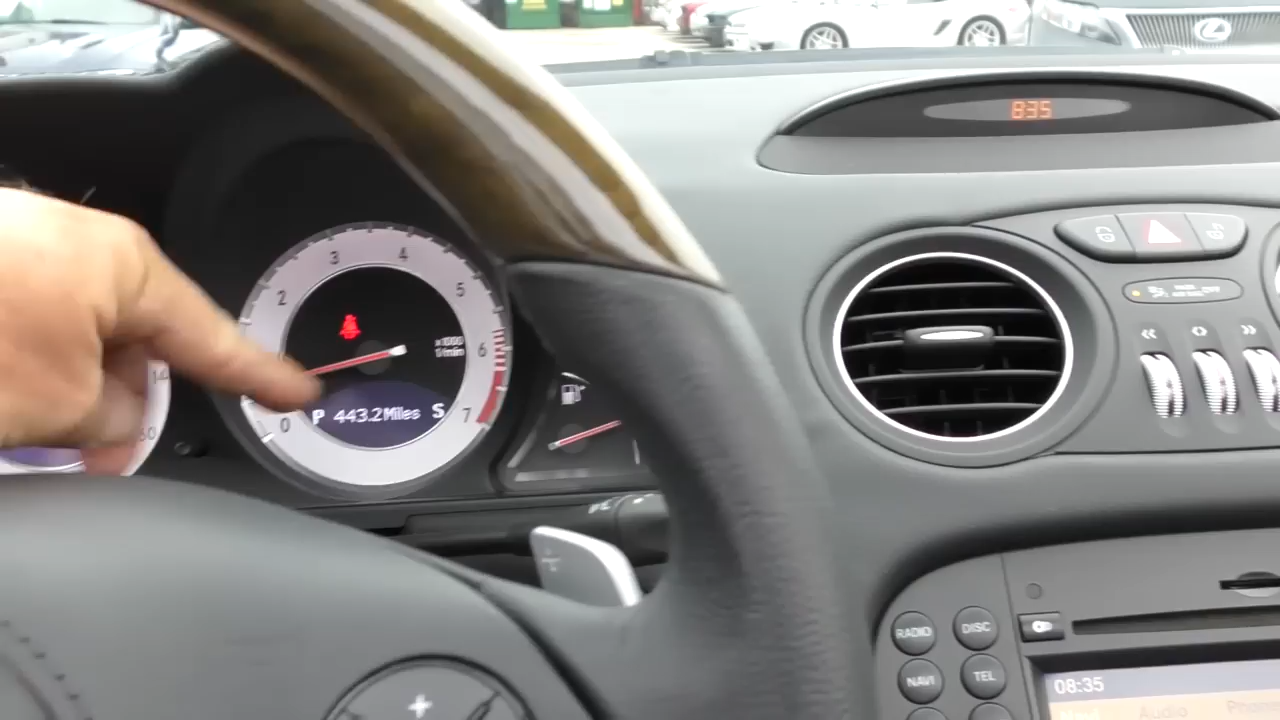 835
3
4
2
5
x1000
1/min
6
P 443.2Miles S
0
7
14
RADIO
DISC
NAVI
TEL
08:35
Audio